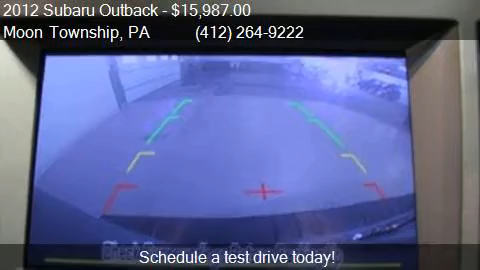 2012 Subaru Outback - $15,987.00
Moon Township, PA (412) 264-9222
Schedule a test drive today!